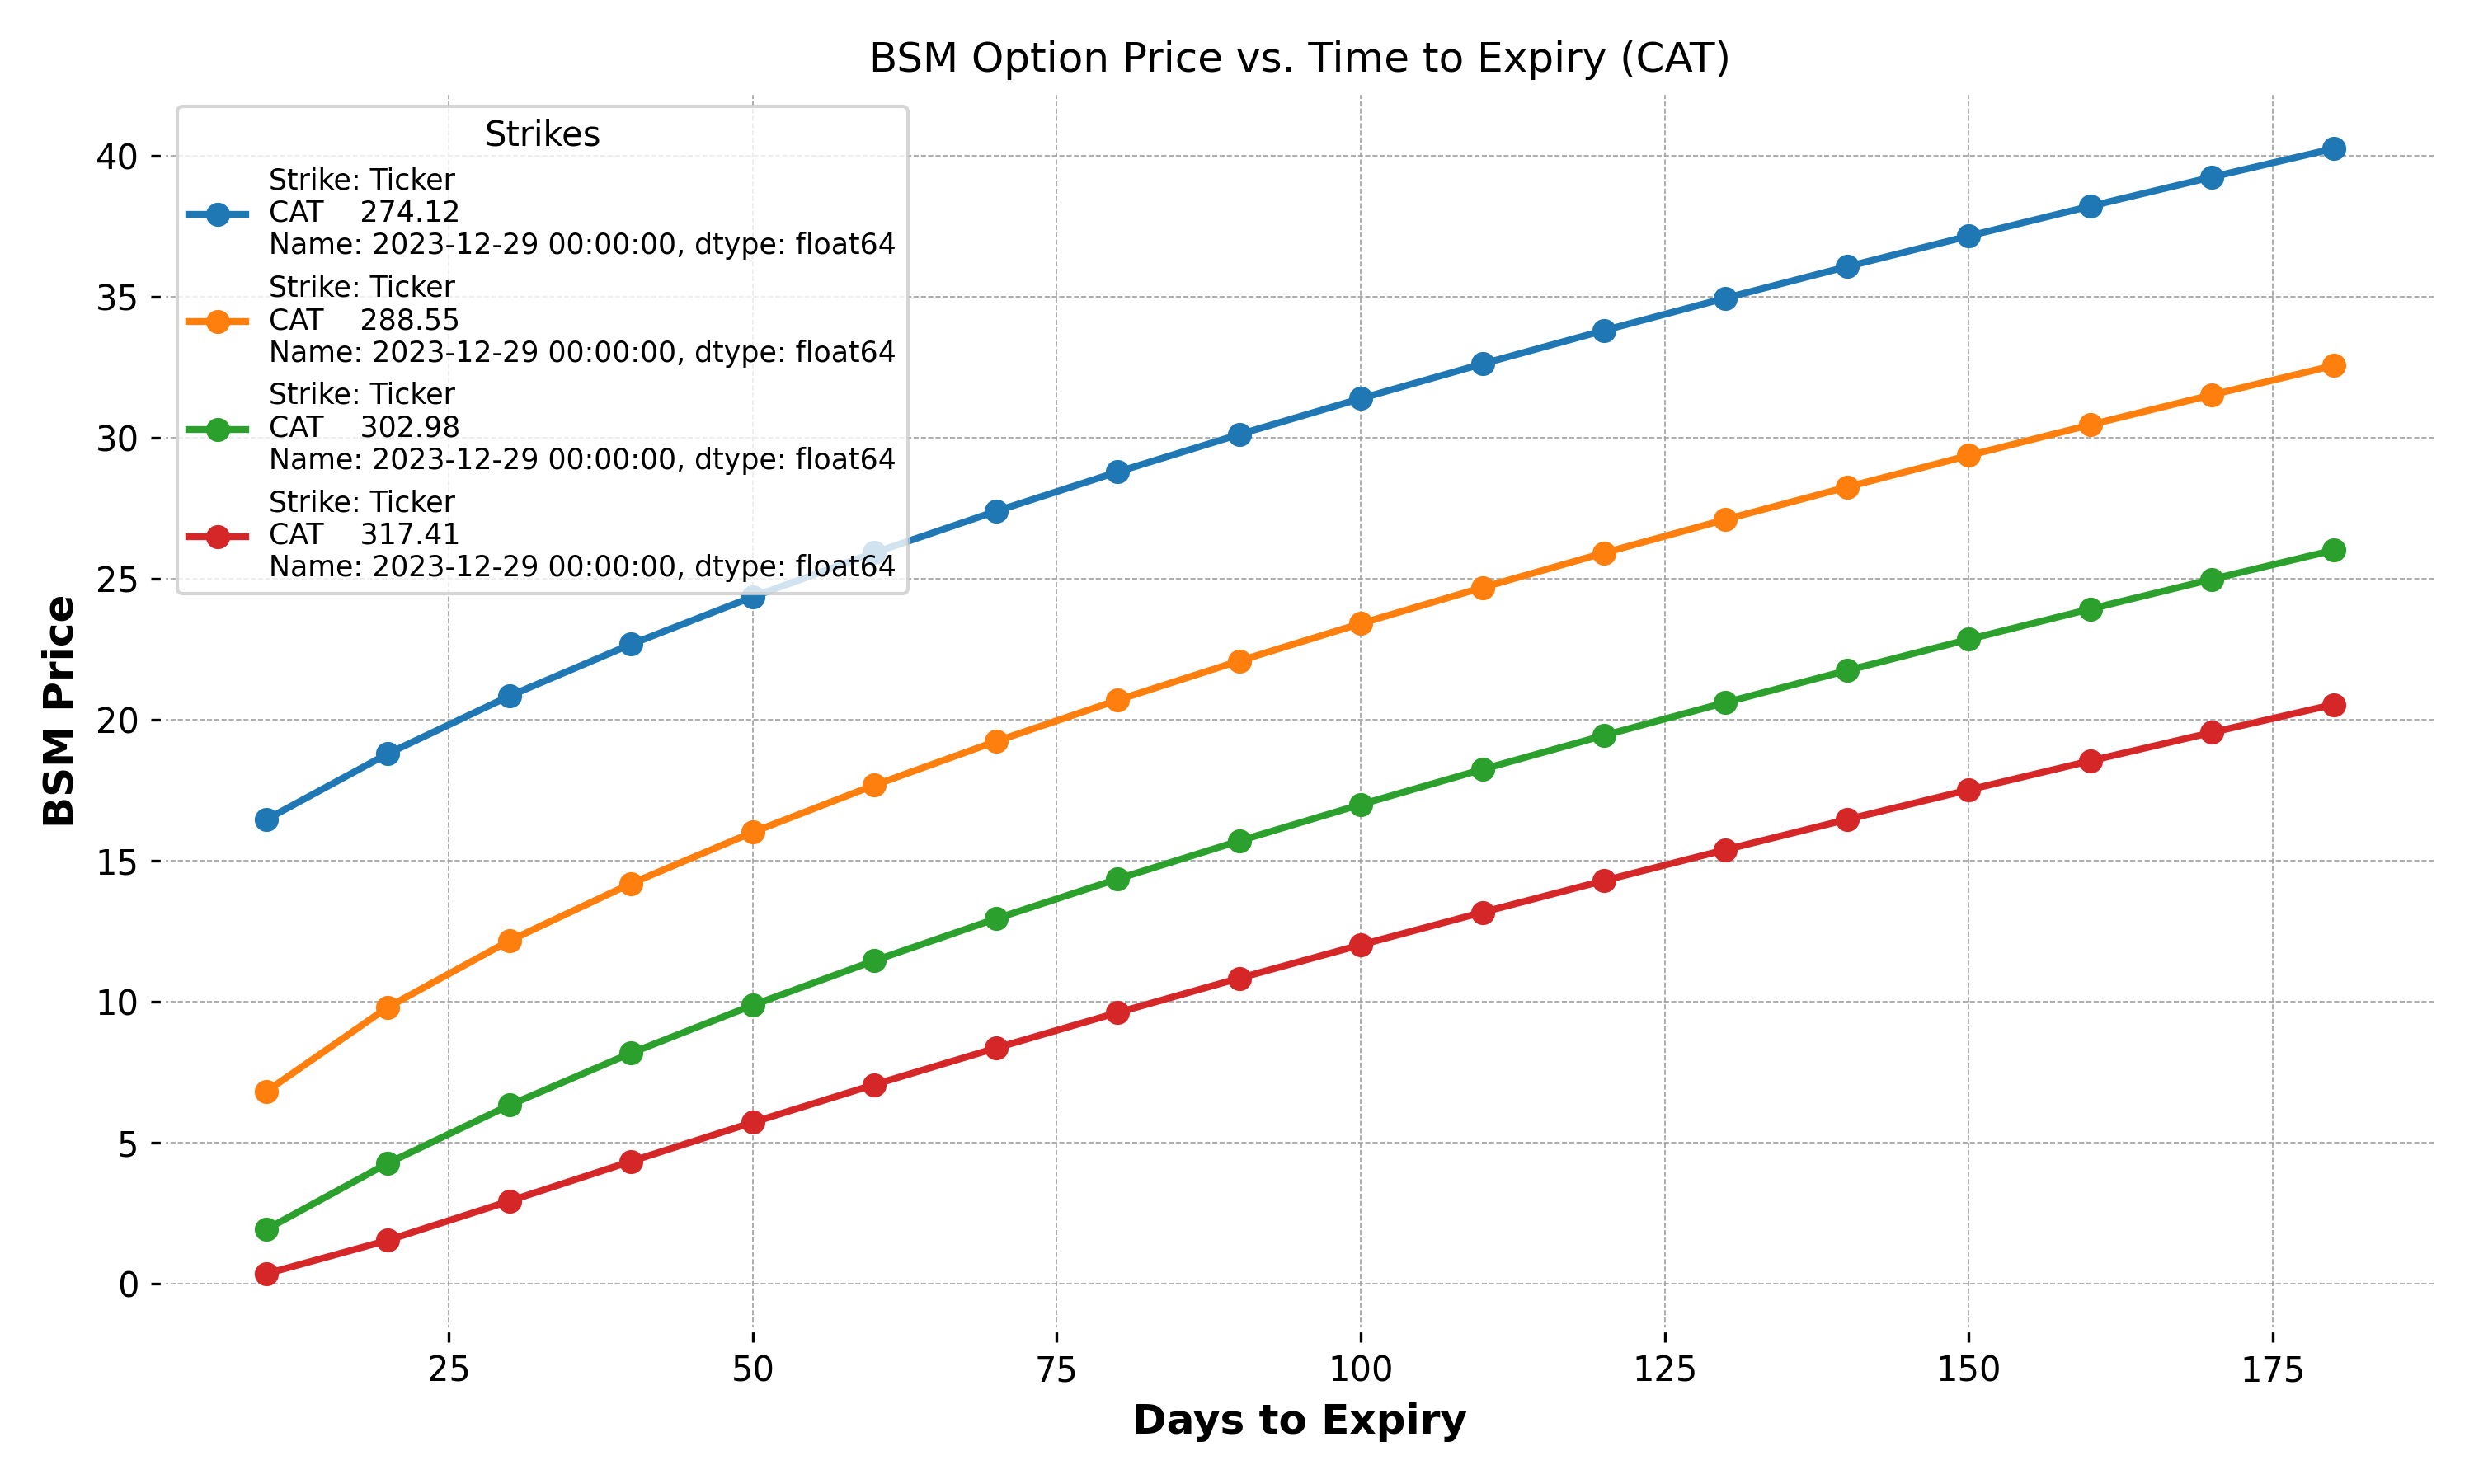 BSM Option Price vs. Time to Expiry (CAT)
Strikes
Strike: Ticker
CAT    274.12
Name: 2023-12-29 00:00:00, dtype: float64
Strike: Ticker
CAT    288.55
Name: 2023-12-29 00:00:00, dtype: float64
Strike: Ticker
CAT    302.98
Name: 2023-12-29 00:00:00, dtype: float64
Strike: Ticker
CAT    317.41
Name: 2023-12-29 00:00:00, dtype: float64
BSM Price
40
35
30
25
20
15
10
5
0
25
50
75
100
125
150
175
Days to Expiry